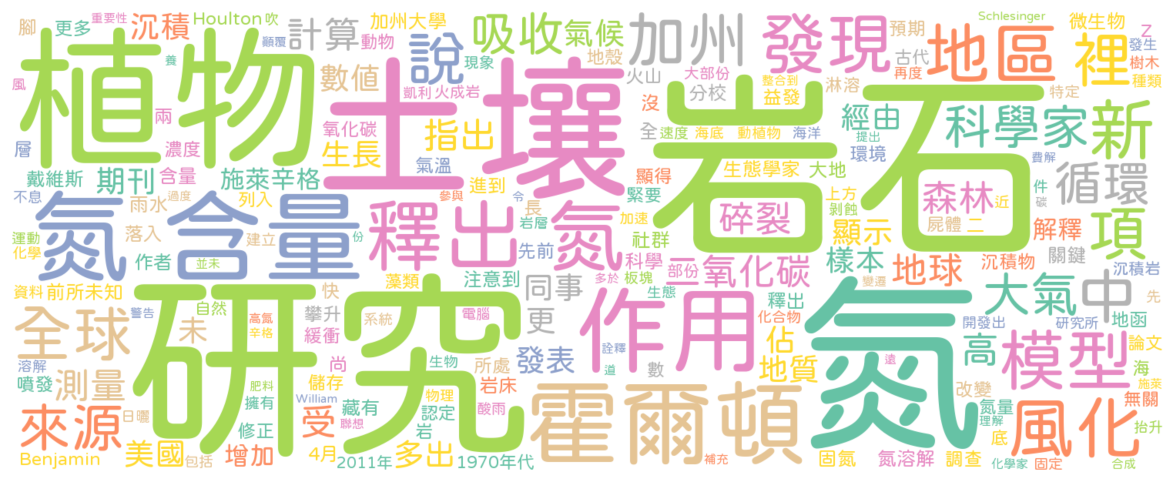 植物
土壤
岩石
研究
氮
氮含量
釋出
氮
作用
霍爾頓
說
吸收
加州
發現
地區
裡
新
項
科學家
循環
森林
碎裂
全球
來源
測量
大氣
中
模型
風化
高
地球
樣本
顯示
解釋
二氧化碳
同事
更
發表
佔
地質
受
未
美國
增加
多出
期刊
施萊辛格
指出
生長
數值
計算
沉積
Houlton
吹
加州大學
動物
氣候
現象
地殼
凱利
火成岩
火山
大部份
分校
沒
整合到
益發
預期
古代
再度
淋溶
Schlesinger
微生物
Z
發生
樹木
種類
特定
經由
提出
環境
費解
腳
更多
重要性
顛覆
養
風
兩
層
濃度
氧化碳
氣溫
戴維斯
含量
進到
不息
過度
列入
雨水
長
令
參與
岩層
先前
加速
全
速度
海底
動植物
海洋
生態學家
大地
顯得
緊要
上方
剝蝕
屍體
二
件
碳
近
社群
科學
部份
板塊
多於
生態
釋出
化合物
變遷
關鍵
沉積物
沉積岩
先
運動
化學
落入
建立
份
並未
作者
資料
前所未知
快
攀升
緩衝
藻類
注意到
系統
電腦
警告
自然
高氮
辛格
尚
生物
所處
詮釋
道
數
遠
開發出
研究所
地函
論文
海
施萊
無關
改變
氮量
理解
底
抬升
溶解
噴發
肥料
擁有
William
聯想
儲存
藏有
物理
認定
岩
岩床
酸雨
日曬
修正
包括
4月
2011年
1970年代
補充
固氮
氮溶解
調查
化學家
固定
合成
Benjamin